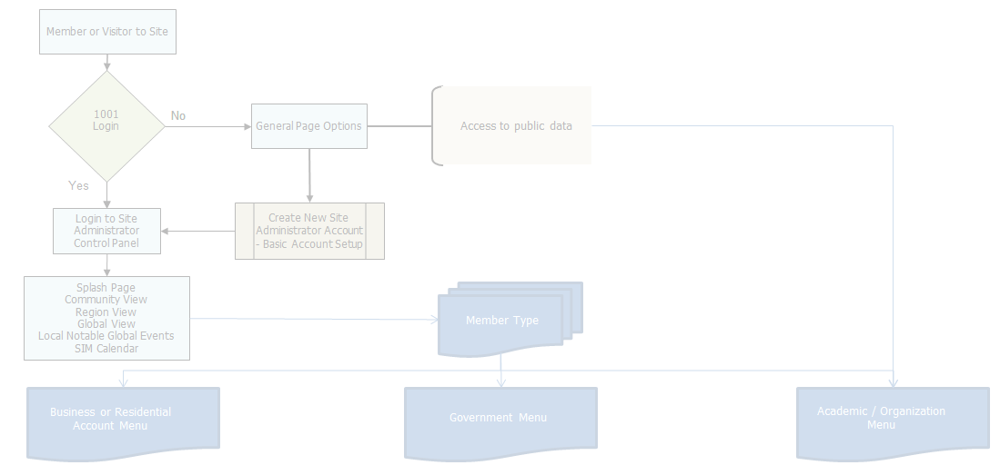 Member or Visitor to Site
1001
Login
No
General Page Options
Access to public data
Yes
Login to Site
Administrator
Control Panel
Create New Site
Administrator Account
- Basic Account Setup
Splash Page
Community View
Region View
Global View
Local Notable Global Events
SIM Calendar
Member Type
Business or Residential
Account Menu
Government Menu
Academic / Organization
Menu